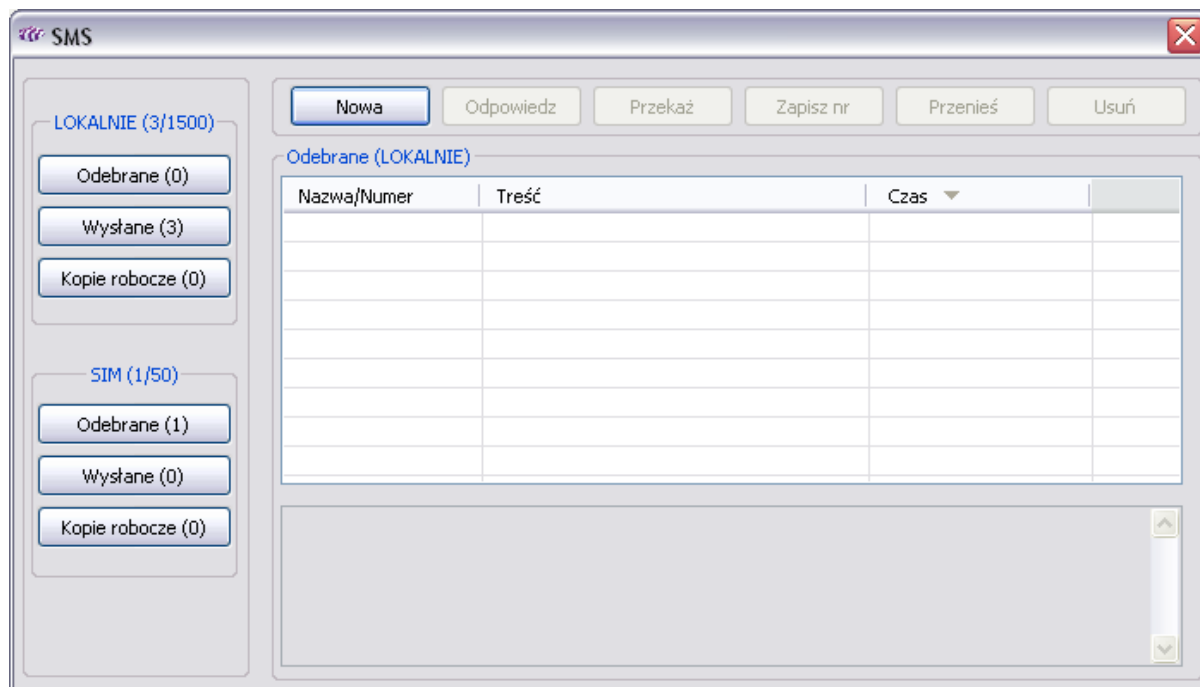 SMS
LOKALNIE (3/1500)
Odebrane (0)
Wysłane (3)
Kopie robocze (0)
SIM (1/50)
Odebrane (1)
Wysłane (0)
Kopie robocze (0)
Nowa Odpowiedz Przekaż Zapisz nr Przenieś Usuń
Odebrane (LOKALNIE)
Nazwa/Numer Treść Czas